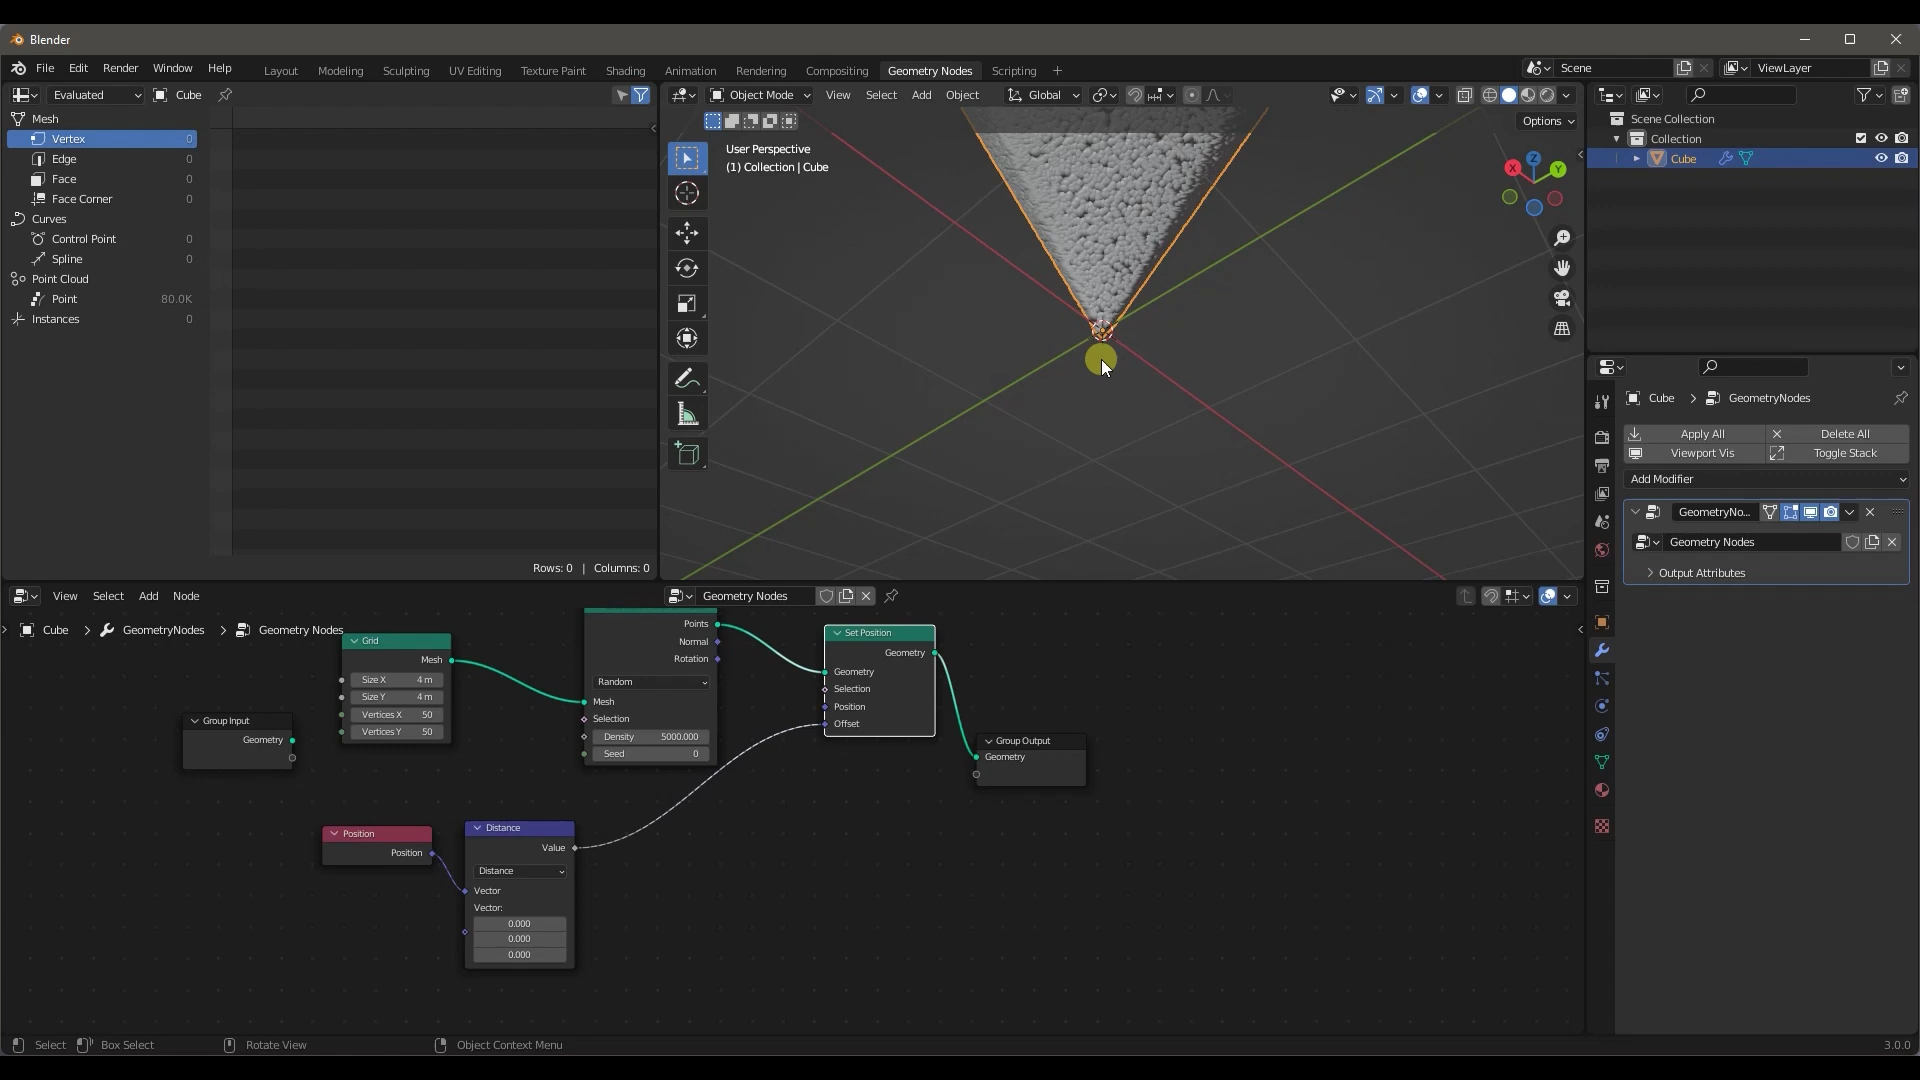 Blender
File Edit Render Window Help
Layout Modeling Sculpting UV Editing Texture Paint Shading Animation Rendering Compositing Geometry Nodes Scripting +
Scene
ViewLayer
Evaluated
Cube
Mesh
Vertex 0
Edge 0
Face 0
Face Corner 0
Curves
Control Point 0
Spline 0
Point Cloud
Point 80.0K
Instances 0
Rows: 0 | Columns: 0
Object Mode
View Select Add Object
Global
Options
User Perspective
(1) Collection | Cube
X
Y
Z
Scene Collection
Collection
Cube
Cube > GeometryNodes
Apply All
Delete All
Viewport Vis
Toggle Stack
Add Modifier
GeometryNo...
Geometry Nodes
Output Attributes
View Select Add Node
Geometry Nodes
Cube > GeometryNodes > Geometry Nodes
Group Input
Geometry
Grid
Mesh
Size X 4 m
Size Y 4 m
Vertices X 50
Vertices Y 50
Points
Normal
Rotation
Random
Mesh
Selection
Density 5000.000
Seed 0
Set Position
Geometry
Geometry
Selection
Position
Offset
Group Output
Geometry
Position
Position
Distance
Value
Distance
Vector
Vector:
0.000
0.000
0.000
Select
Box Select
Rotate View
Object Context Menu
3.0.0